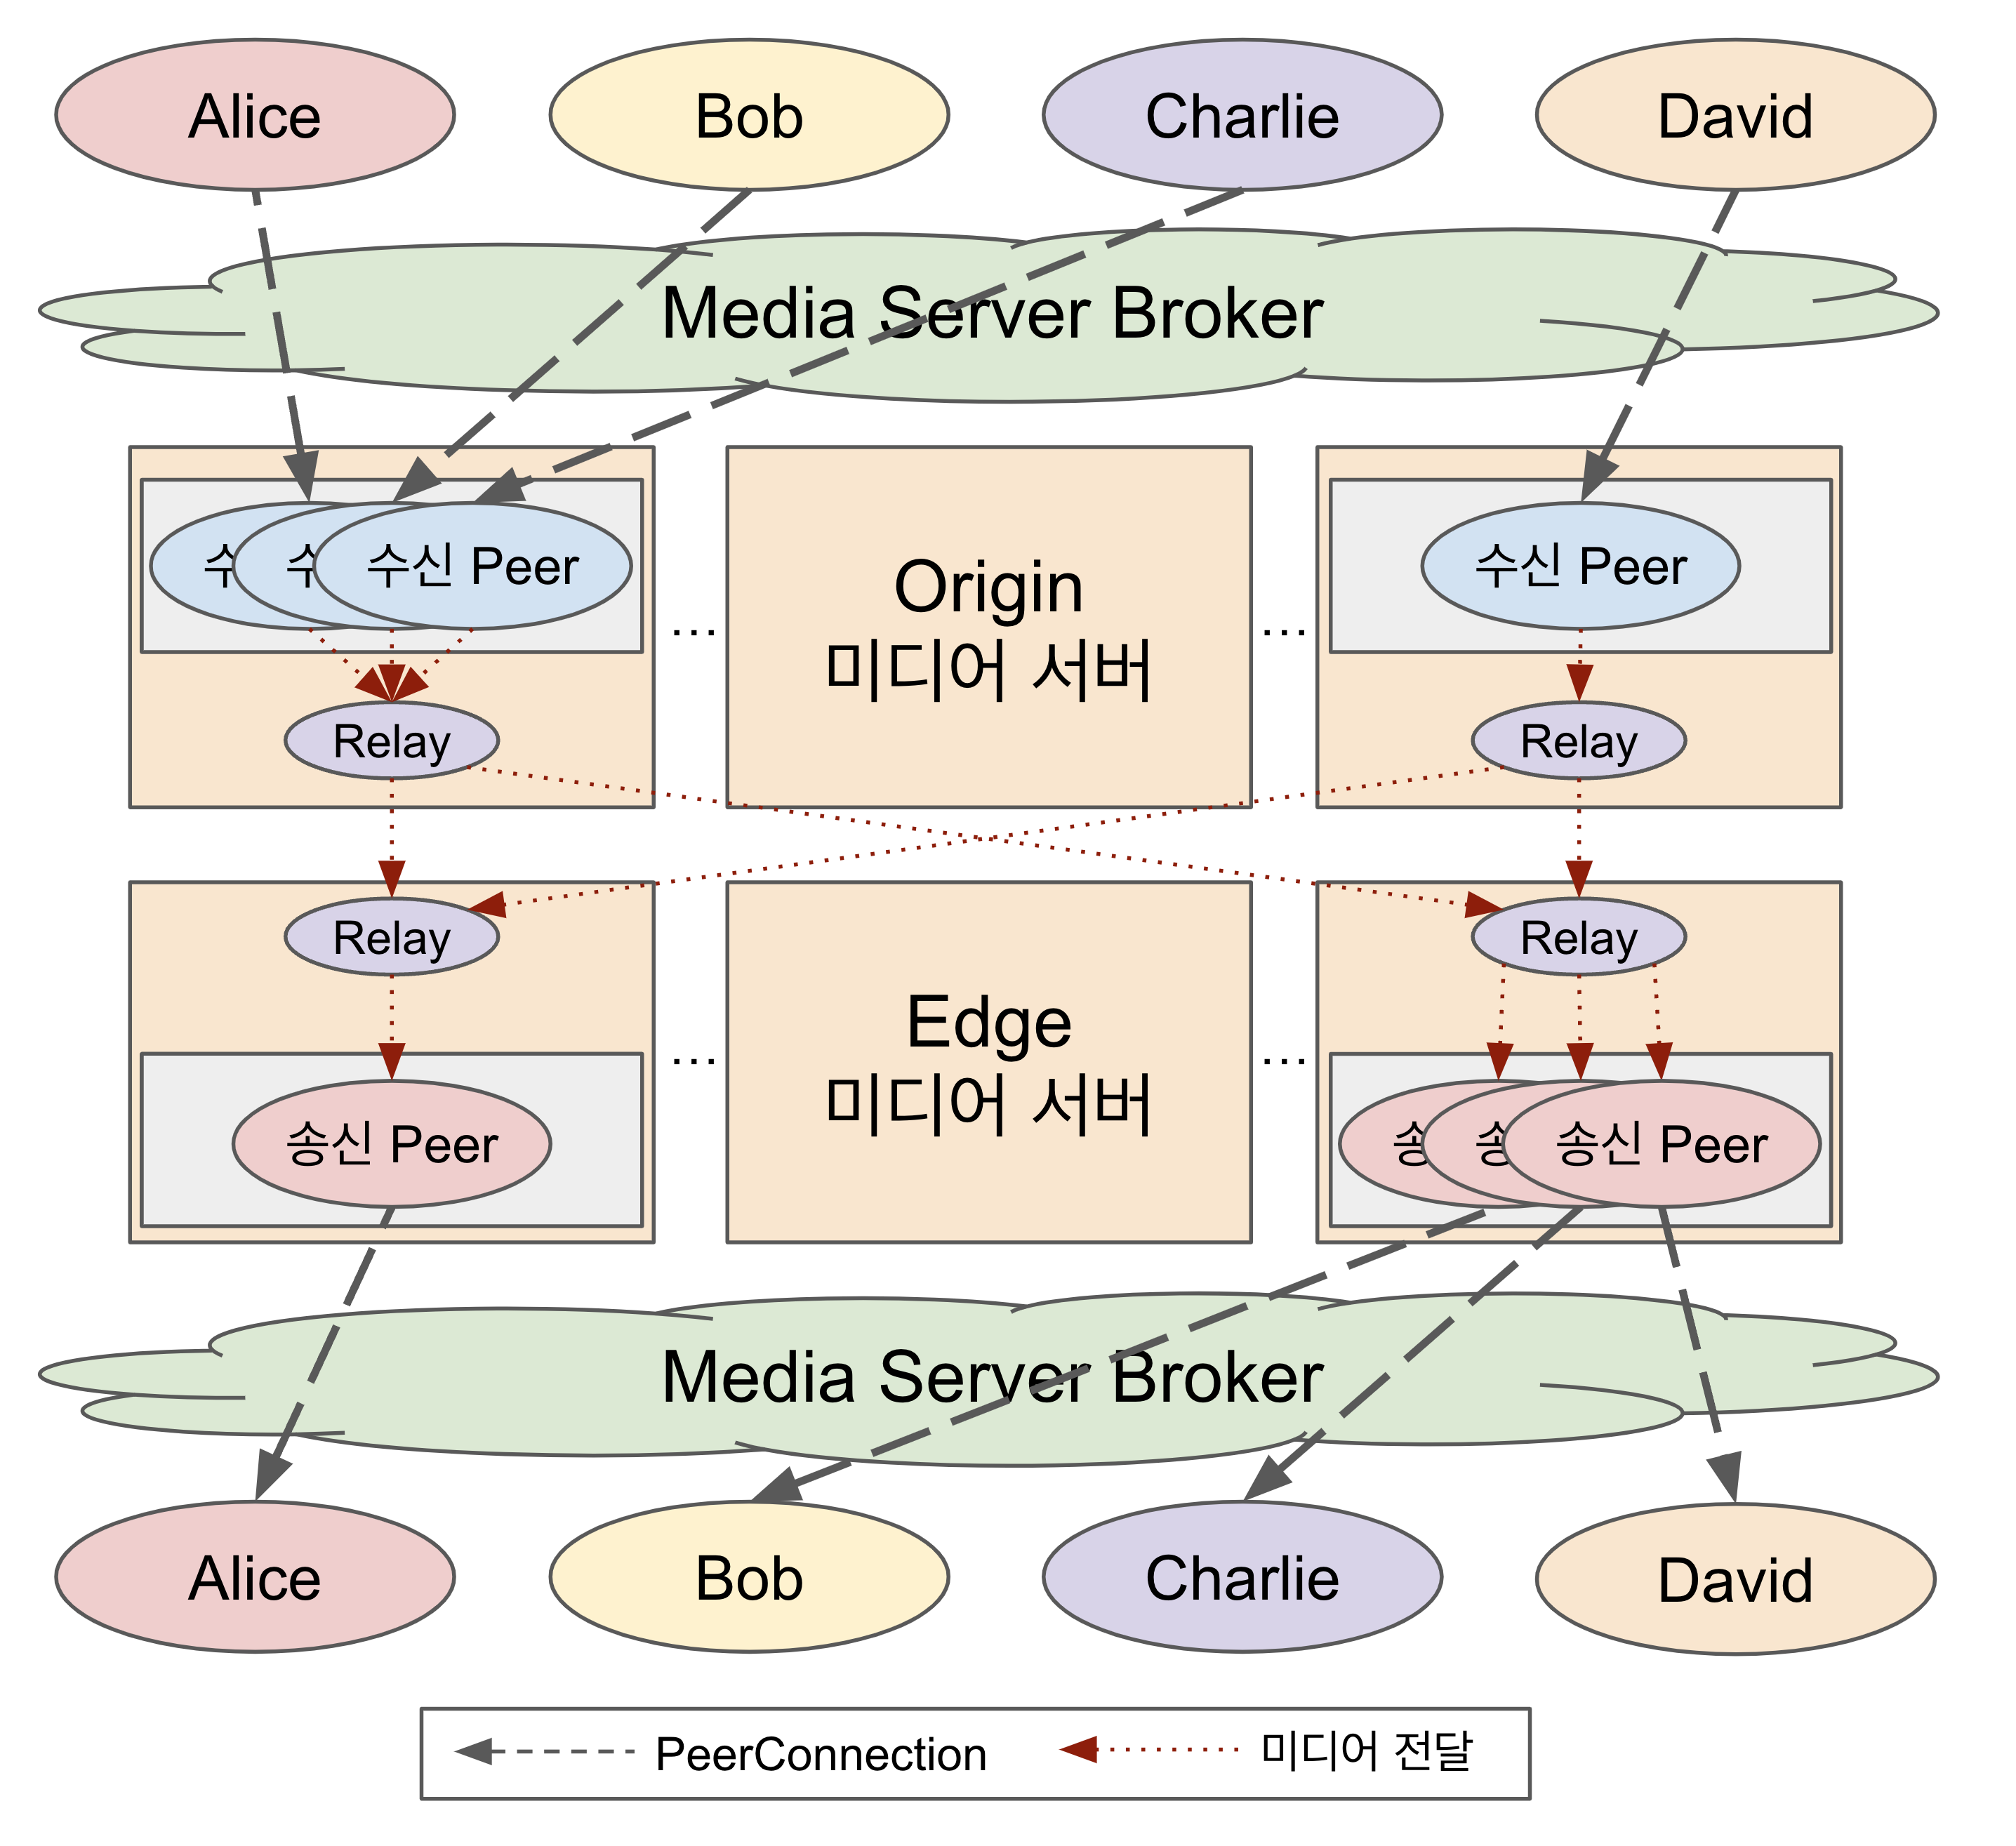 Alice
Bob
Charlie
David
Media Server Broker
수
수
수신 Peer
...
Origin
미디어 서버
...
수신 Peer
Relay
Relay
Relay
Relay
...
Edge
미디어 서버
...
송신 Peer
송
송
송신 Peer
Media Server Broker
Alice
Bob
Charlie
David
PeerConnection
미디어 전달